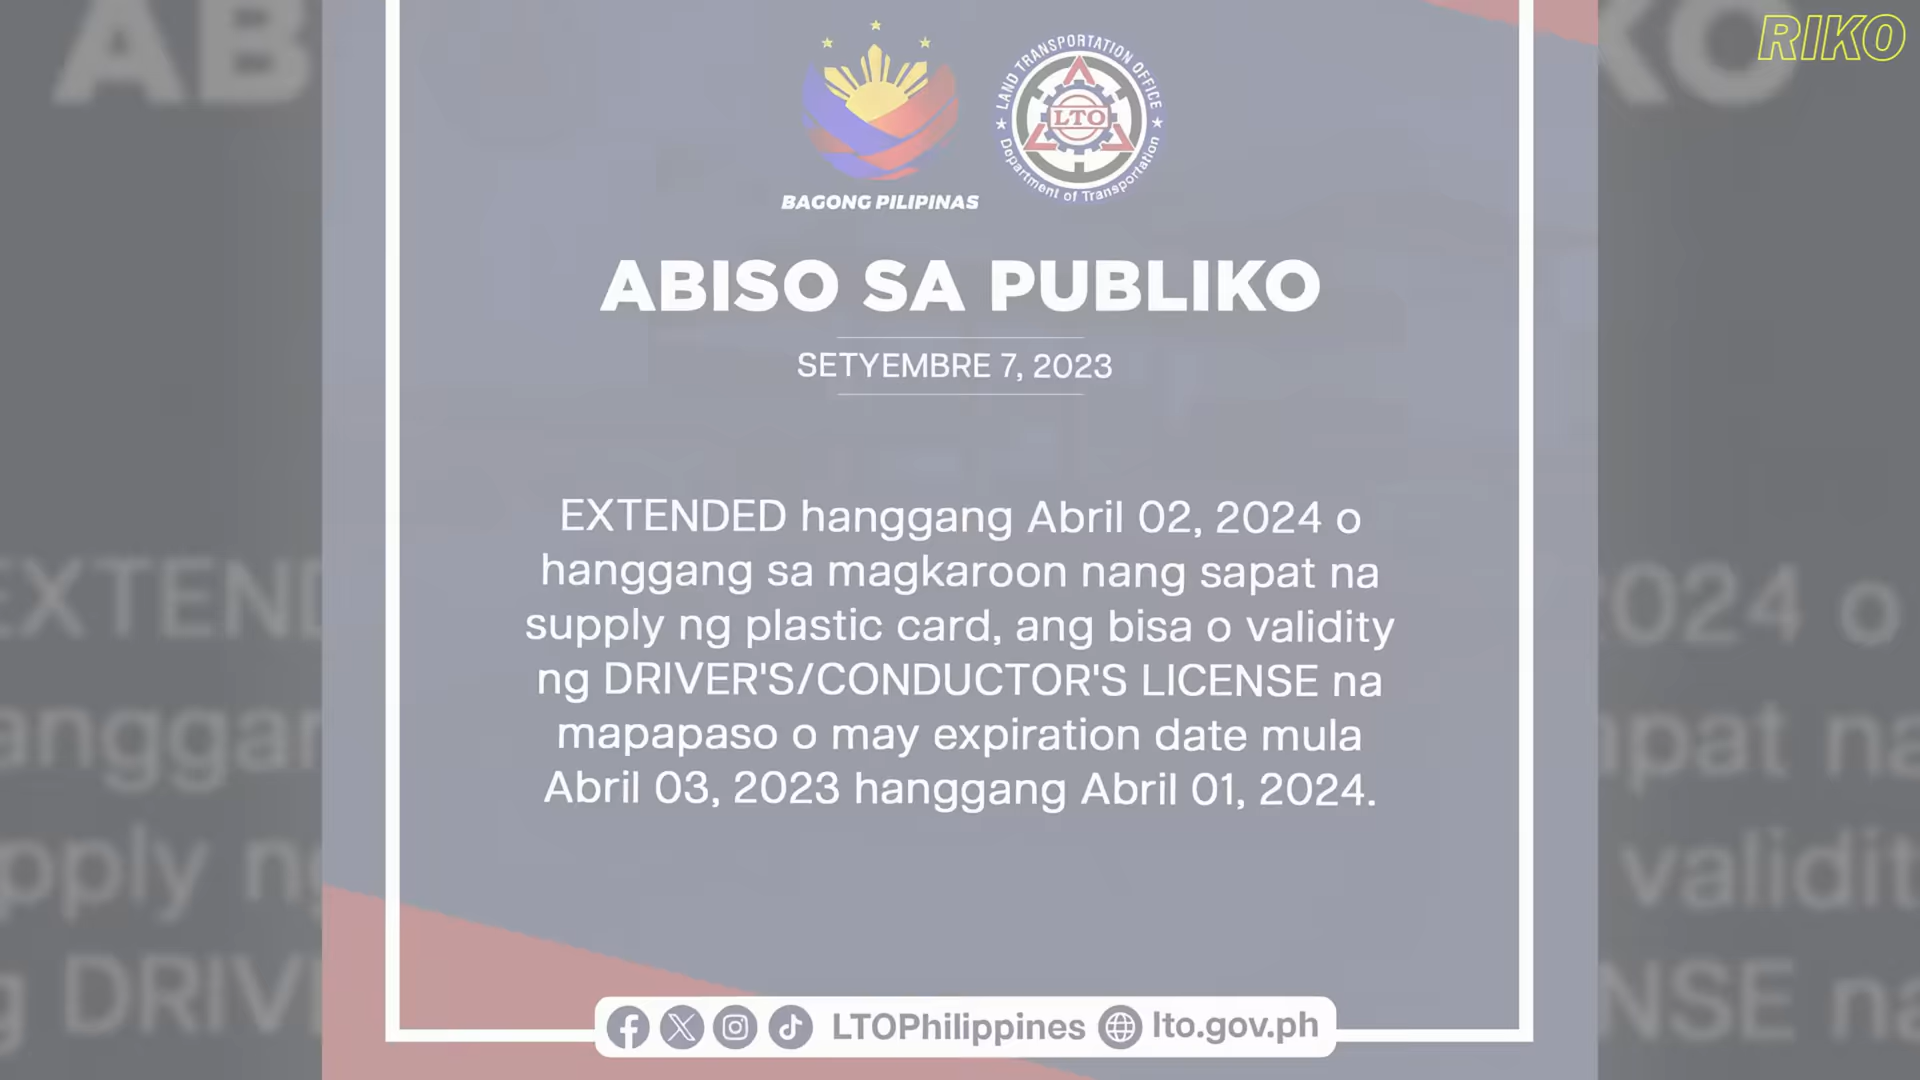 RIKO
LAND TRANSPORTATION OFFICE
LTO
Department of Transportation
BAGONG PILIPINAS
ABISO SA PUBLIKO
SETYEMBRE 7, 2023
EXTENDED hanggang Abril 02, 2024 o
hanggang sa magkaroon nang sapat na
supply ng plastic card, ang bisa o validity
ng DRIVER'S/CONDUCTOR'S LICENSE na
mapapaso o may expiration date mula
Abril 03, 2023 hanggang Abril 01, 2024.
LTOPhilippines lto.gov.ph